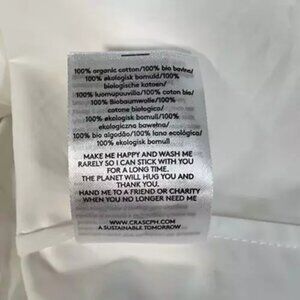 100% organic cotton/100% bio
100% økologisk bomuld/100%
biologische katoen/
100% luomupuuvilla/100% coton bio/
100% Biobaumwolle/100%
cotone biologico/
100% økologisk bomull/100%
ekologiczna bawełna/
100% bio algodão/100% lano ecológico/
100% ekologisk bomull
MAKE ME HAPPY AND WASH ME
RARELY SO I CAN STICK WITH YOU
FOR A LONG TIME.
THE PLANET WILL HUG YOU AND
THANK YOU.
HAND ME TO A FRIEND OR CHARITY
WHEN YOU NO LONGER NEED ME
WWW.CRASCPH.COM
A SUSTAINABLE TOMORROW